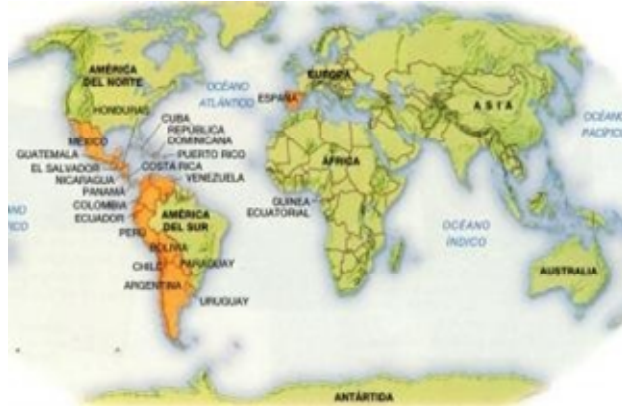 AMÉRICA
DEL NORTE
OCÉANO
ATLÁNTICO
EUROPA
ESPAÑA
ASIA
OCÉANO
PACÍFICO
HONDURAS
CUBA
REPÚBLICA
DOMINICANA
MÉXICO
GUATEMALA
PUERTO RICO
EL SALVADOR
COSTA RICA
NICARAGUA
VENEZUELA
PANAMÁ
COLOMBIA
ECUADOR
ÁFRICA
GUINEA
ECUATORIAL
AMÉRICA
DEL SUR
PERÚ
BOLIVIA
CHILE
PARAGUAY
ARGENTINA
URUGUAY
OCÉANO
ÍNDICO
AUSTRALIA
ANTÁRTIDA